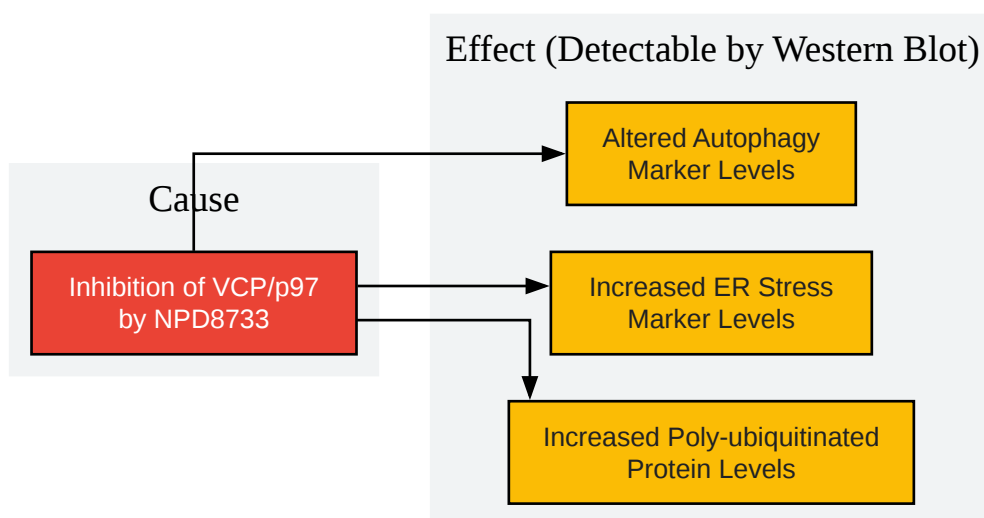 Effect (Detectable by Western Blot)
Altered Autophagy
Marker Levels
Cause
Inhibition of VCP/p97
by NPD8733
Increased ER Stress
Marker Levels
Increased Poly-ubiquitinated
Protein Levels